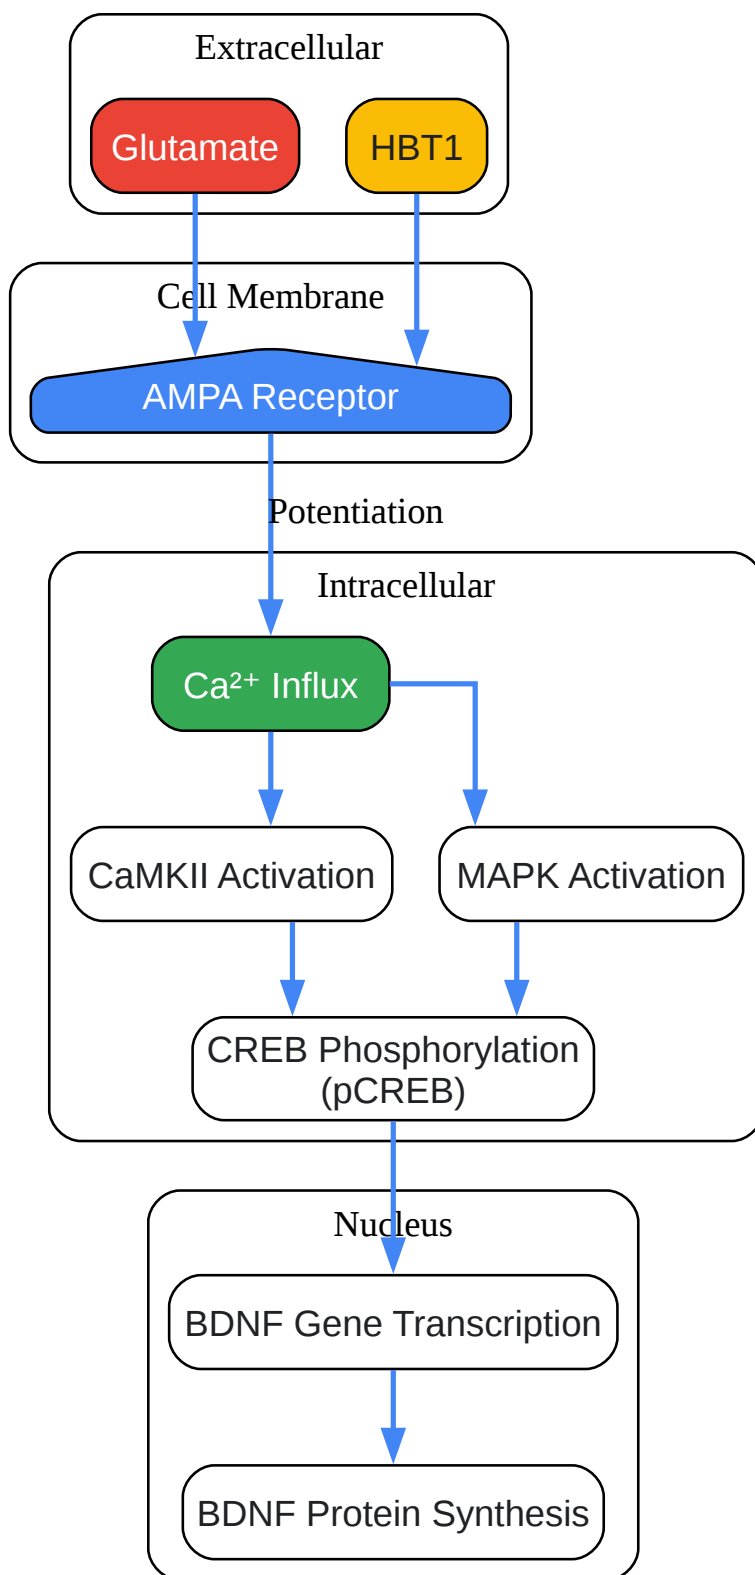 Extracellular
Glutamate
HBT1
Cell Membrane
AMPA Receptor
Potentiation
Intracellular
Ca²⁺ Influx
CaMKII Activation
MAPK Activation
CREB Phosphorylation
(pCREB)
Nucleus
BDNF Gene Transcription
BDNF Protein Synthesis